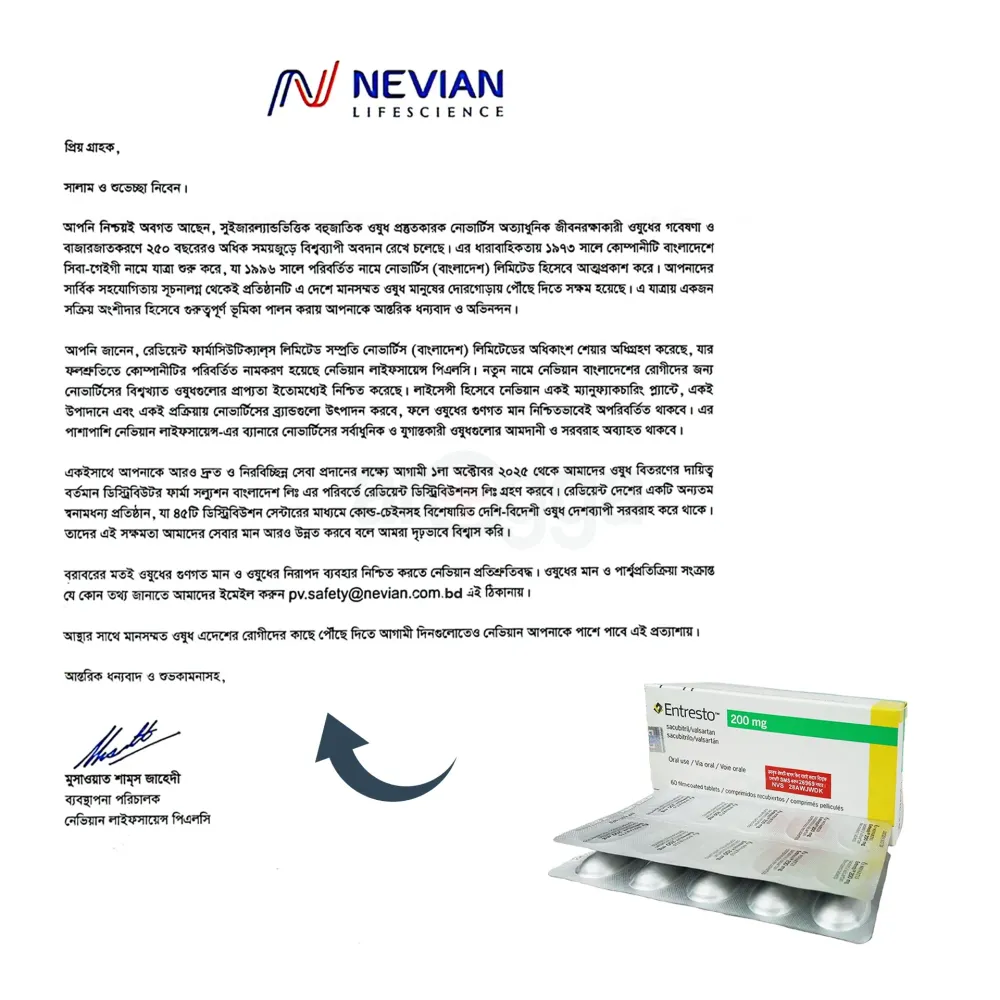 NEVIAN
LIFESCIENCE
প্রিয় গ্রাহক,
সালাম ও শুভেচ্ছা নিবেন।
আপনি নিশ্চয়ই অবগত আছেন, সুইজারল্যান্ডভিত্তিক বহুজাতিক ওষুধ প্রস্তুতকারক নোভার্টিস অত্যাধুনিক জীবনরক্ষাকারী ওষুধের গবেষণা ও
বাজারজাতকরণে ২৫০ বছরেরও অধিক সময়জুড়ে বিশ্বব্যাপী অবদান রেখে চলেছে। এর ধারাবাহিকতায় ১৯৭৩ সালে কোম্পানীটি বাংলাদেশে
সিবা-গেইগী নামে যাত্রা শুরু করে, যা ১৯৯৬ সালে পরিবর্তিত নামে নোভার্টিস (বাংলাদেশ) লিমিটেড হিসেবে আত্মপ্রকাশ করে। আপনাদের
সার্বিক সহযোগিতায় সূচনালগ্ন থেকেই প্রতিষ্ঠানটি এ দেশে মানসম্মত ওষুধ মানুষের দোরগোড়ায় পৌঁছে দিতে সক্ষম হয়েছে। এ যাত্রায় একজন
সক্রিয় অংশীদার হিসেবে গুরুত্বপূর্ণ ভূমিকা পালন করায় আপনাকে আন্তরিক ধন্যবাদ ও অভিনন্দন।
আপনি জানেন, রেডিয়েন্ট ফার্মাসিউটিক্যাল্স লিমিটেড সম্প্রতি নোভার্টিস (বাংলাদেশ) লিমিটেডের অধিকাংশ শেয়ার অধিগ্রহণ করেছে, যার
ফলশ্রুতিতে কোম্পানীটির পরিবর্তিত নামকরণ হয়েছে নেভিয়ান লাইফসায়েন্স পিএলসি। নতুন নামে নেভিয়ান বাংলাদেশের রোগীদের জন্য
নোভার্টিসের বিশ্বখ্যাত ওষুধগুলোর প্রাপ্যতা ইতোমধ্যেই নিশ্চিত করেছে। লাইসেন্সী হিসেবে নেভিয়ান একই ম্যানুফ্যাকচারিং প্ল্যান্টে, একই
উপাদানে এবং একই প্রক্রিয়ায় নোভার্টিসের ব্র্যান্ডগুলো উৎপাদন করবে, ফলে ওষুধের গুণগত মান নিশ্চিতভাবেই অপরিবর্তিত থাকবে। এর
পাশাপাশি নেভিয়ান লাইফসায়েন্স-এর ব্যানারে নোভার্টিসের সর্বাধুনিক ও যুগান্তকারী ওষুধগুলোর আমদানী ও সরবরাহ অব্যাহত থাকবে।
একইসাথে আপনাকে আরও দ্রুত ও নিরবিচ্ছিন্ন সেবা প্রদানের লক্ষ্যে আগামী ১লা অক্টোবর ২০২৫ থেকে আমাদের ওষুধ বিতরণের দায়িত্ব
বর্তমান ডিস্ট্রিবিউটর ফার্মা সল্যুশন বাংলাদেশ লিঃ এর পরিবর্তে রেডিয়েন্ট ডিস্ট্রিবিউশনস লিঃ গ্রহণ করবে। রেডিয়েন্ট দেশের একটি অন্যতম
স্বনামধন্য প্রতিষ্ঠান, যা ৪৫টি ডিস্ট্রিবিউশন সেন্টারের মাধ্যমে কোল্ড-চেইনসহ বিশেষায়িত দেশি-বিদেশী ওষুধ দেশব্যাপী সরবরাহ করে থাকে।
তাদের এই সক্ষমতা আমাদের সেবার মান আরও উন্নত করবে বলে আমরা দৃঢ়ভাবে বিশ্বাস করি।
বরাবরের মতই ওষুধের গুণগত মান ও ওষুধের নিরাপদ ব্যবহার নিশ্চিত করতে নেভিয়ান প্রতিশ্রুতিবদ্ধ। ওষুধের মান ও পার্শ্বপ্রতিক্রিয়া সংক্রান্ত
যে কোন তথ্য জানাতে আমাদের ইমেইল করুন pv.safety@nevian.com.bd এই ঠিকানায়।
আস্থার সাথে মানসম্মত ওষুধ এদেশের রোগীদের কাছে পৌঁছে দিতে আগামী দিনগুলোতেও নেভিয়ান আপনাকে পাশে পাবে এই প্রত্যাশায়।
আন্তরিক ধন্যবাদ ও শুভকামনাসহ,
মুসাওয়াত শাম্স জাহেদী
ব্যবস্থাপনা পরিচালক
নেভিয়ান লাইফসায়েন্স পিএলসি
Entresto™ 200 mg
sacubitril/valsartan
sacubitrilo/valsartán
Oral use / Vía oral / Voie orale
60 film-coated tablets / comprimidos recubiertos / comprimés pelliculés
NVS 28AWJWDK